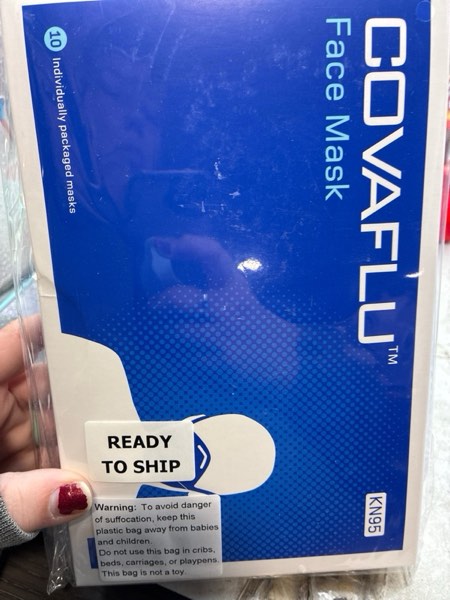 COVAFLU™
Face Mask
10 Individually packaged masks
KN95
READY
TO SHIP
Warning: To avoid danger
of suffocation, keep this
plastic bag away from babies
and children.
Do not use this bag in cribs,
beds, carriages, or playpens.
This bag is not a toy.